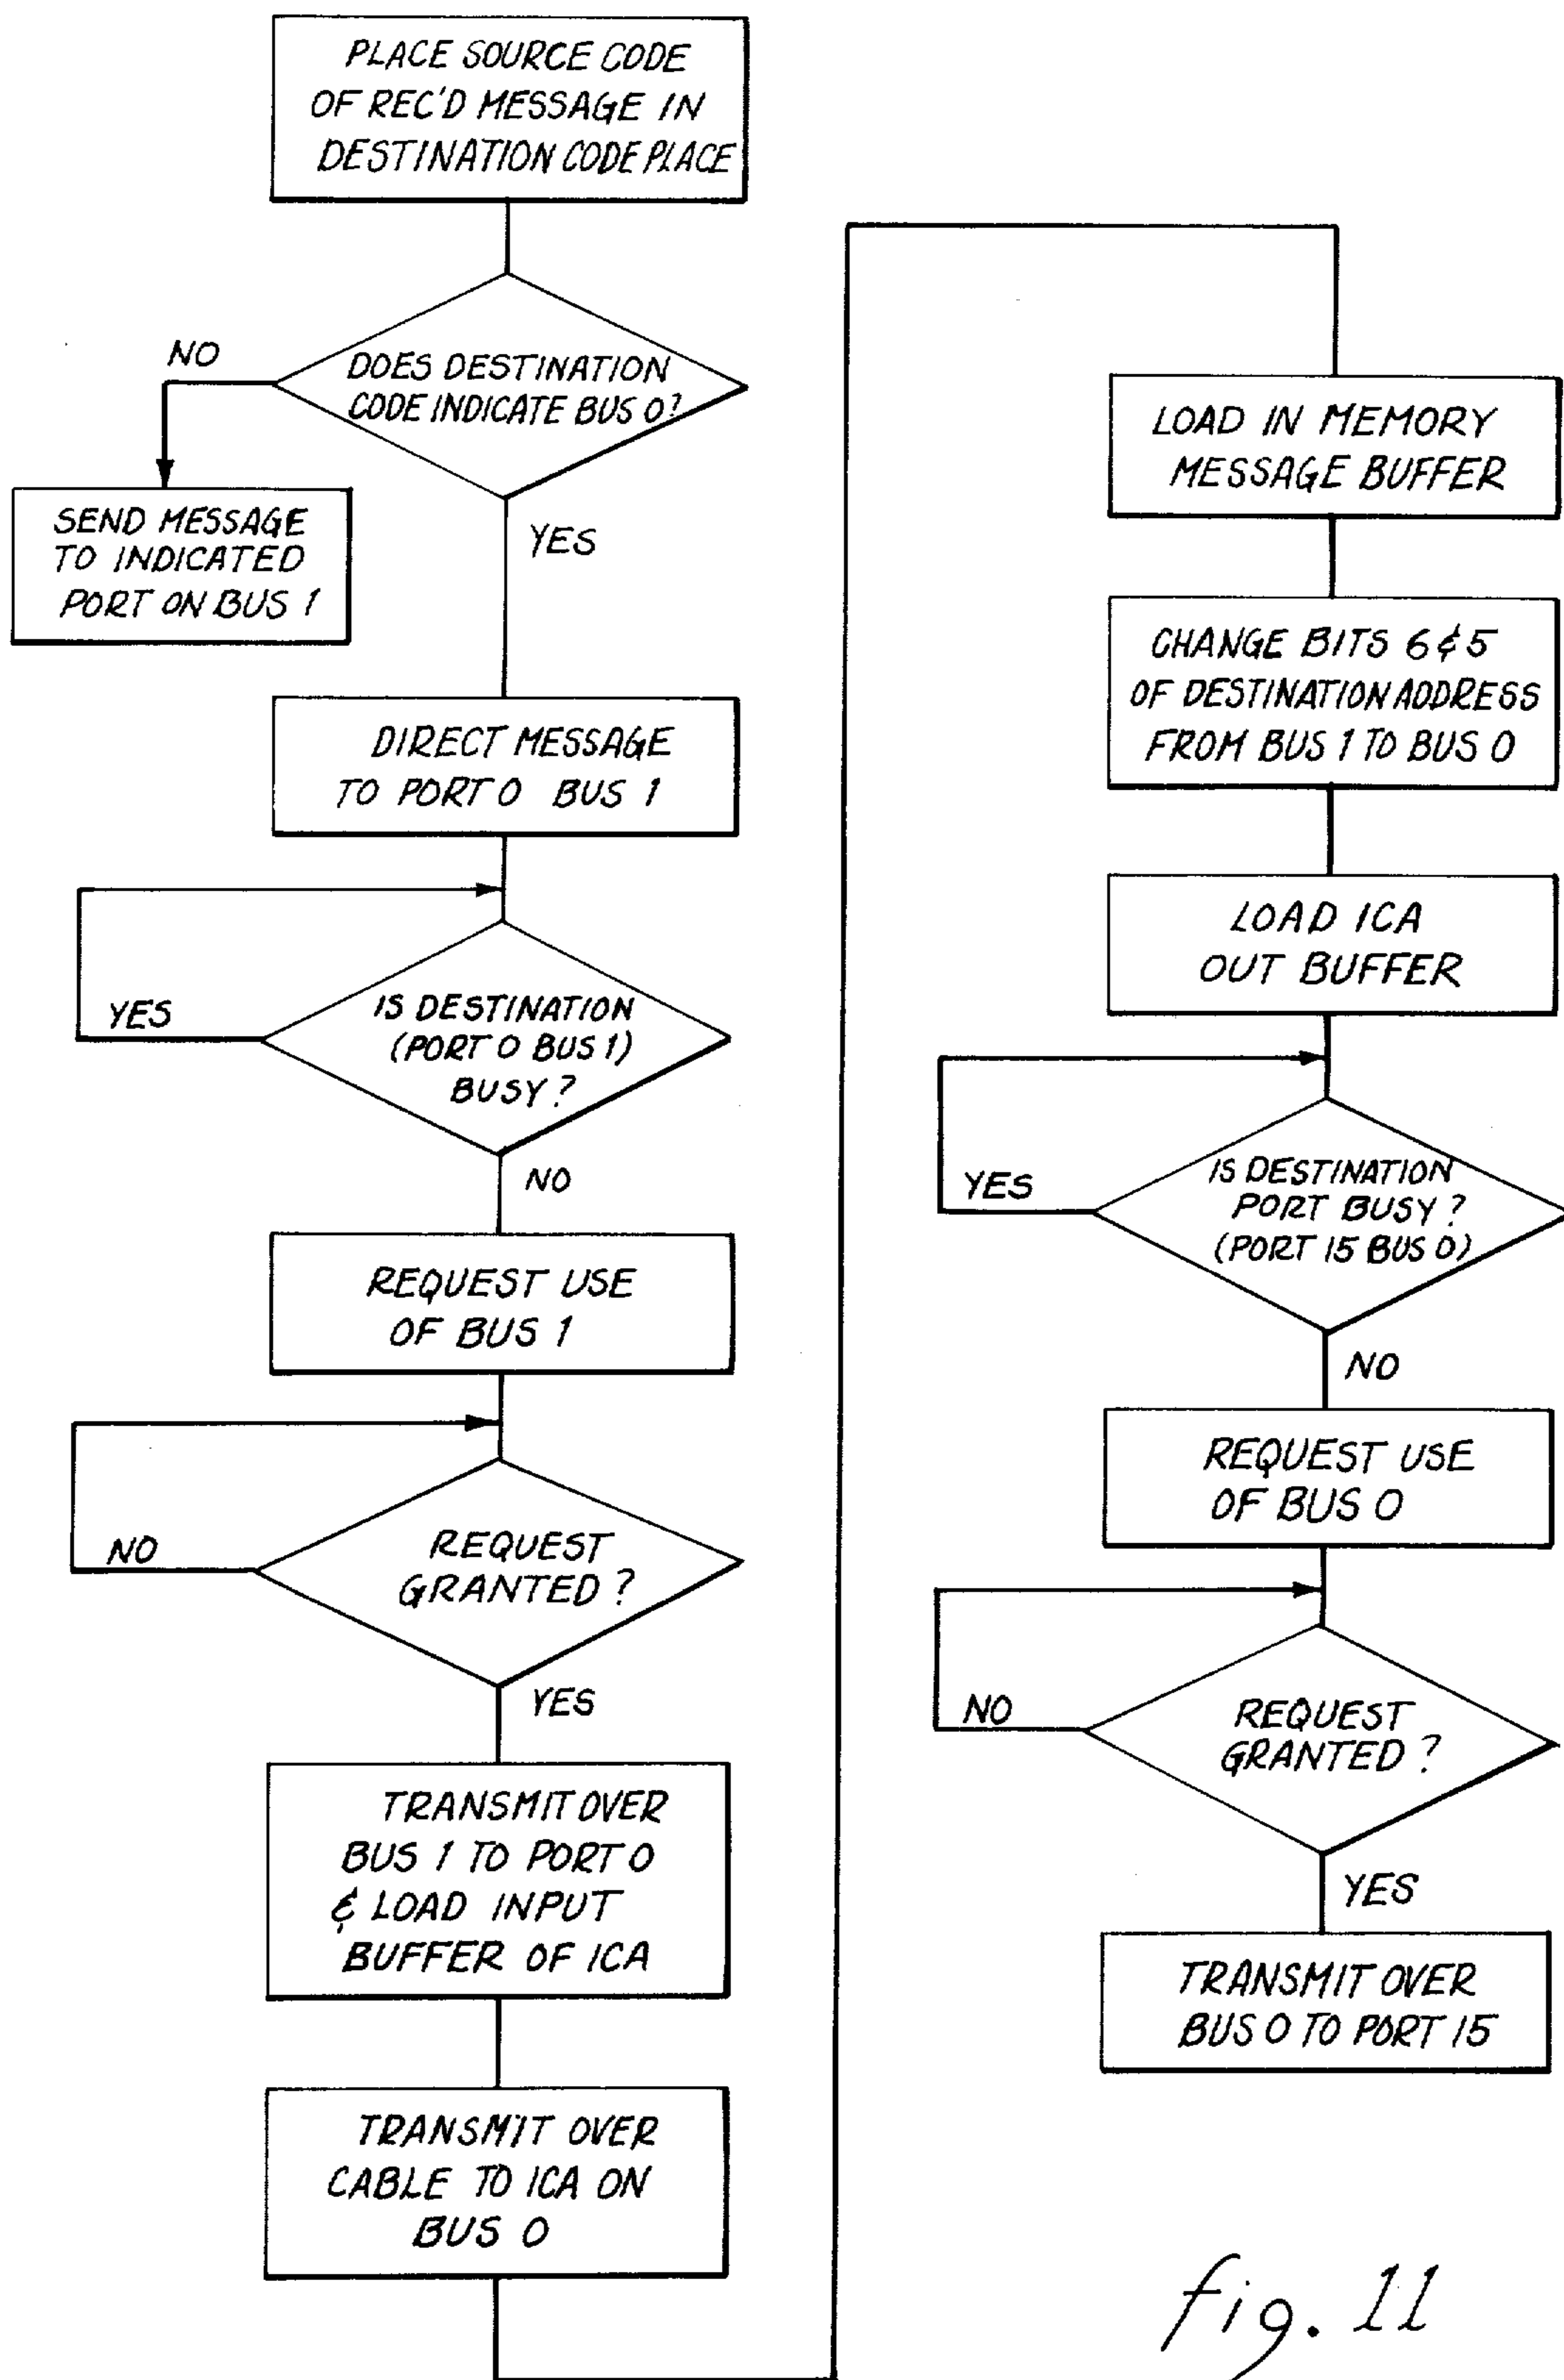 PLACE SOURCE CODE
OF REC'D MESSAGE IN
DESTINATION CODE PLACE
DOES DESTINATION
CODE INDICATE BUS 0?
NO
YES
SEND MESSAGE
TO INDICATED
PORT ON BUS 1
DIRECT MESSAGE
TO PORT 0 BUS 1
IS DESTINATION
(PORT 0 BUS 1)
BUSY?
YES
NO
REQUEST USE
OF BUS 1
REQUEST
GRANTED?
NO
YES
TRANSMIT OVER
BUS 1 TO PORT 0
& LOAD INPUT
BUFFER OF ICA
TRANSMIT OVER
CABLE TO ICA ON
BUS 0
LOAD IN MEMORY
MESSAGE BUFFER
CHANGE BITS 6 & 5
OF DESTINATION ADDRESS
FROM BUS 1 TO BUS 0
LOAD ICA
OUT BUFFER
IS DESTINATION
PORT BUSY?
(PORT 15 BUS 0)
YES
NO
REQUEST USE
OF BUS 0
REQUEST
GRANTED?
NO
YES
TRANSMIT OVER
BUS 0 TO PORT 15
fig. 11